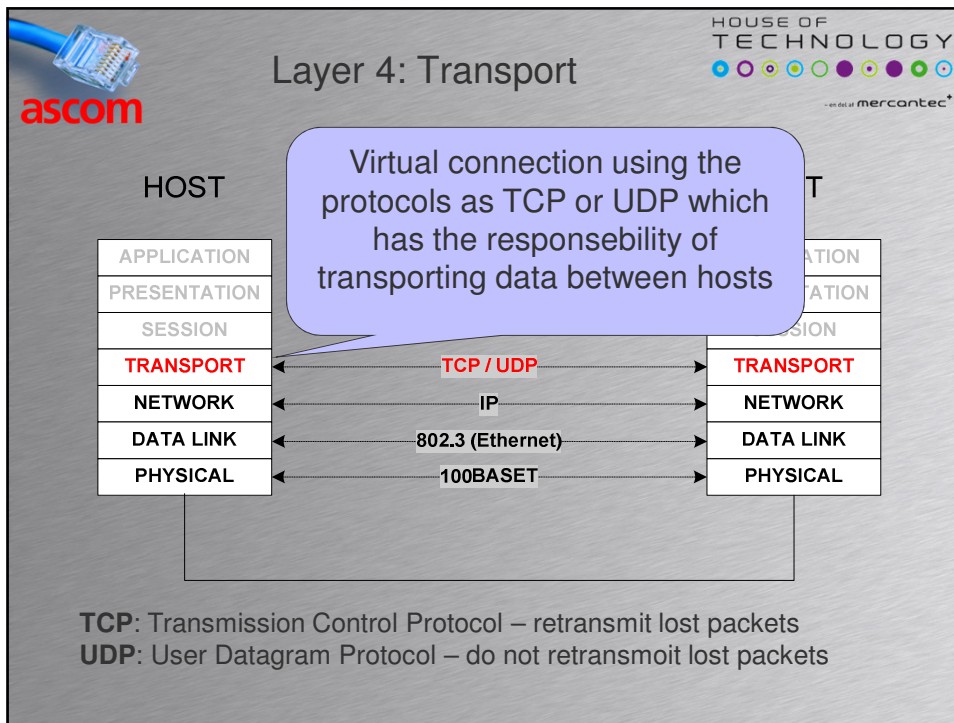 HOUSE OF
TECHNOLOGY
- en del af mercantec+
ascom
Layer 4: Transport
Virtual connection using the
protocols as TCP or UDP which
has the responsebility of
transporting data between hosts
HOST
T
APPLICATION
ATION
PRESENTATION
TATION
SESSION
SION
TRANSPORT
TCP / UDP
TRANSPORT
NETWORK
IP
NETWORK
DATA LINK
802.3 (Ethernet)
DATA LINK
PHYSICAL
100BASET
PHYSICAL
TCP: Transmission Control Protocol – retransmit lost packets
UDP: User Datagram Protocol – do not retransmoit lost packets